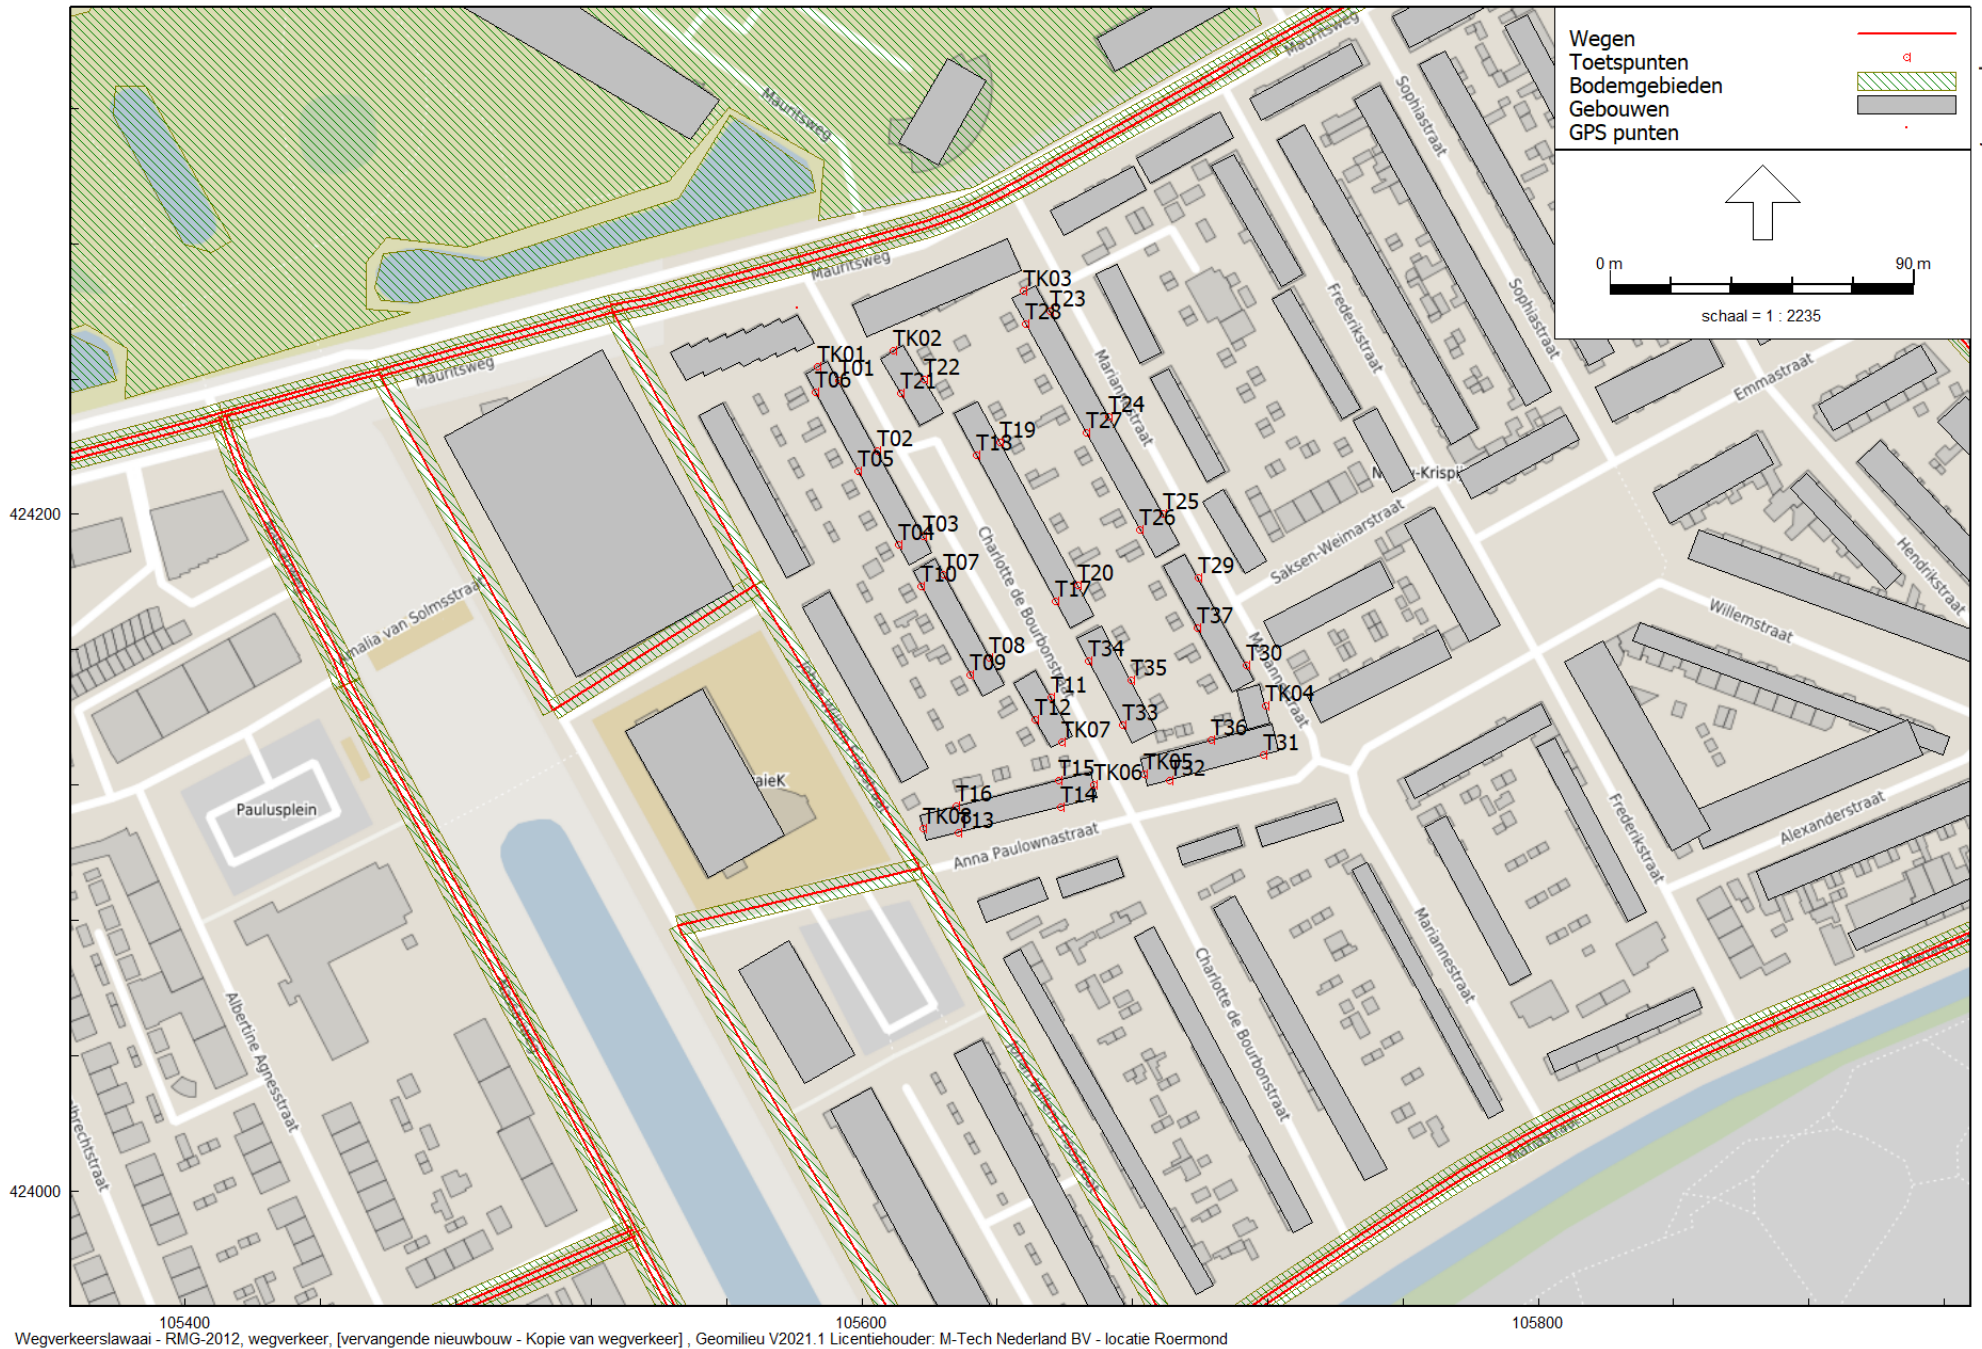 Wegen
Toetspunten
Bodemgebieden
Gebouwen
GPS punten
0 m 90 m
schaal = 1 : 2235
Mauritsweg
Mauritsweg
Mauritsweg
Mauritsweg
Sophiastraat
Sophiastraat
Frederikstraat
Emmastraat
Hendrikstraat
Willemstraat
Alexanderstraat
Frederikstraat
Mariannestraat
Saksen-Weimarstraat
Charlotte de Bourbonstraat
Mariannestraat
Amalia van Solmsstraat
Paulusplein
Anna Paulownastraat
Mariannestraat
Charlotte de Bourbonstraat
Albertine Agnesstraat
TK03
T23
T28
TK02
TK01
T01
T06
T22
T21
T24
T27
T19
T18
T02
T05
T25
T26
T03
T04
T07
T10
T29
T20
T17
T37
T08
T09
T34
T30
T35
T11
T12
TK04
T33
TK07
T36
T31
TK05
T32
T15
TK06
T14
T16
TK08
T13
424200
424000
105400
105600
105800
Wegverkeerslawaai - RMG-2012, wegverkeer, [vervangende nieuwbouw - Kopie van wegverkeer] , Geomilieu V2021.1 Licentiehouder: M-Tech Nederland BV - locatie Roermond